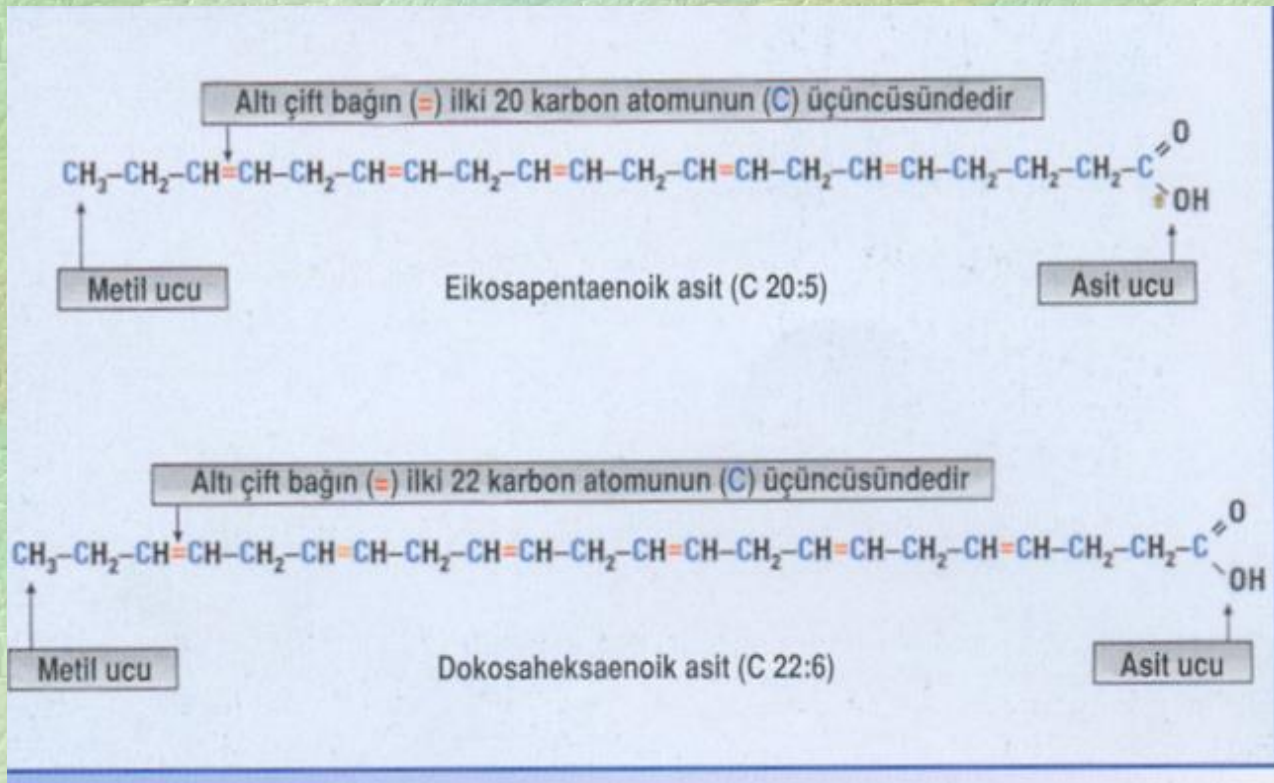 Altı çift bağın (=) ilki 20 karbon atomunun (C) üçüncüsündedir
CH₃–CH₂–CH=CH–CH₂–CH=CH–CH₂–CH=CH–CH₂–CH=CH–CH₂–CH=CH–CH₂–CH₂–CH₂–C
O
OH
Metil ucu
Eikosapentaenoik asit (C 20:5)
Asit ucu
Altı çift bağın (=) ilki 22 karbon atomunun (C) üçüncüsündedir
CH₃–CH₂–CH=CH–CH₂–CH=CH–CH₂–CH=CH–CH₂–CH=CH–CH₂–CH=CH–CH₂–CH=CH–CH₂–CH₂–C
O
OH
Metil ucu
Dokosaheksaenoik asit (C 22:6)
Asit ucu